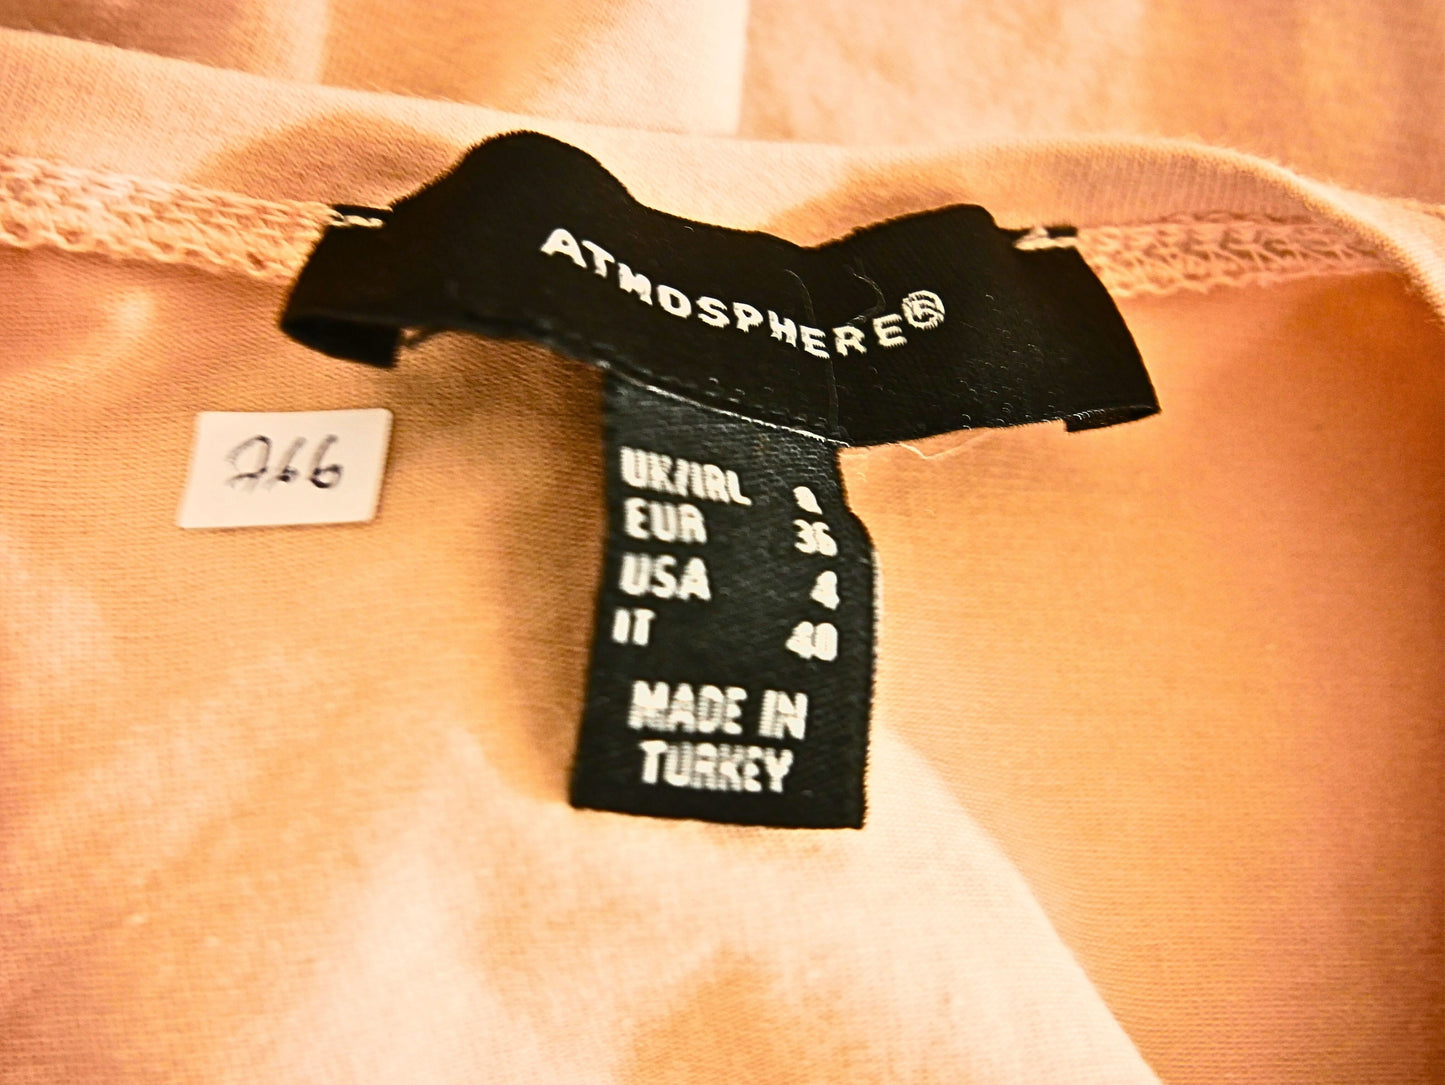 ATMOSPHERE®
766
UK/IRL 8
EUR 36
USA 4
IT 40
MADE IN
TURKEY